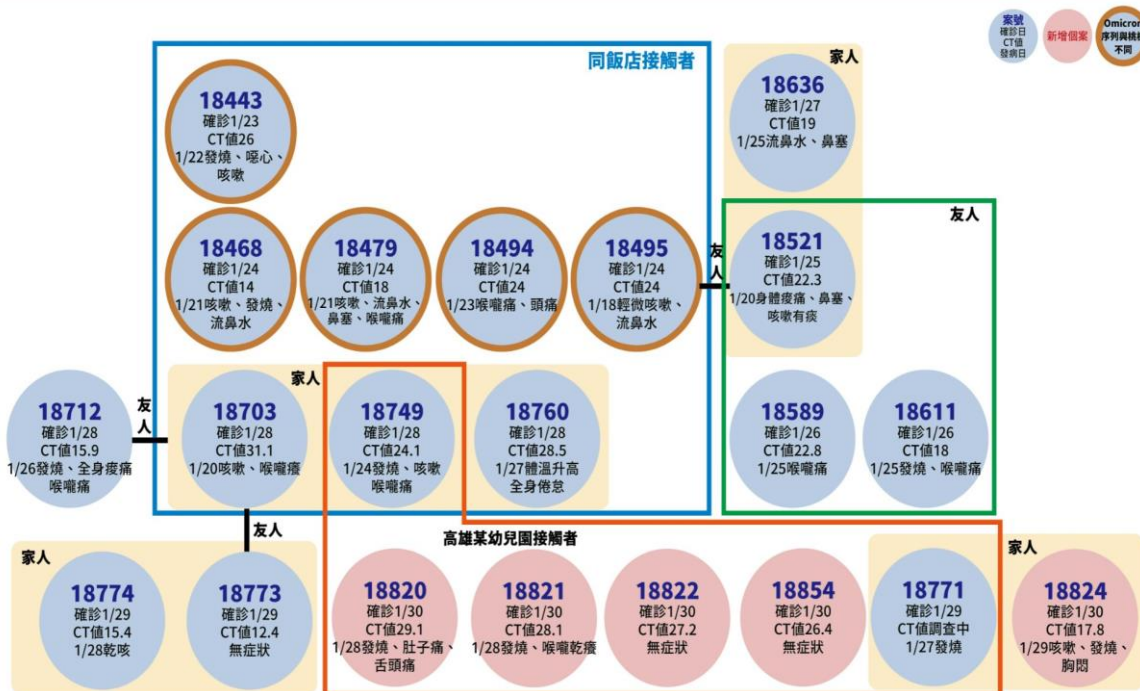 案號
確診日
CT值
發病日
新增個案
Omicron
序列與桃
不同
同飯店接觸者
18443
確診1/23
CT值26
1/22發燒、噁心、
咳嗽
18468
確診1/24
CT值14
1/21咳嗽、發燒、
流鼻水
18479
確診1/24
CT值18
1/21咳嗽、流鼻水、
鼻塞、喉嚨痛
18494
確診1/24
CT值24
1/23喉嚨痛、頭痛
18495
確診1/24
CT值24
1/18輕微咳嗽、
流鼻水
友人
家人
18636
確診1/27
CT值19
1/25流鼻水、鼻塞
友人
18521
確診1/25
CT值22.3
1/20身體痠痛、鼻塞、
咳嗽有痰
18589
確診1/26
CT值22.8
1/25喉嚨痛
18611
確診1/26
CT值18
1/25發燒、喉嚨痛
18712
確診1/28
CT值15.9
1/26發燒、全身痠痛
喉嚨痛
友人
家人
18703
確診1/28
CT值31.1
1/20咳嗽、喉嚨癢
18749
確診1/28
CT值24.1
1/24發燒、咳嗽
喉嚨痛
18760
確診1/28
CT值28.5
1/27體溫升高
全身倦怠
友人
家人
18774
確診1/29
CT值15.4
1/28乾咳
18773
確診1/29
CT值12.4
無症狀
高雄某幼兒園接觸者
18820
確診1/30
CT值29.1
1/28發燒、肚子痛、
舌頭痛
18821
確診1/30
CT值28.1
1/28發燒、喉嚨乾癢
18822
確診1/30
CT值27.2
無症狀
18854
確診1/30
CT值26.4
無症狀
18771
確診1/29
CT值調查中
1/27發燒
家人
18824
確診1/30
CT值17.8
1/29咳嗽、發燒、
胸悶